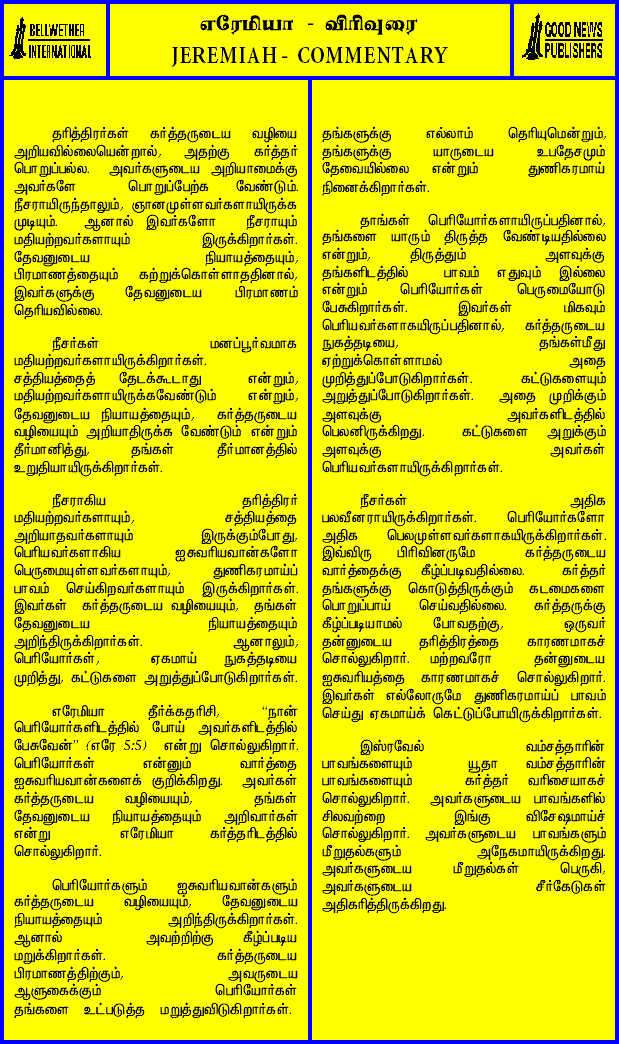 BELLWETHER
INTERNATIONAL
எரேமியா - விரிவுரை
JEREMIAH - COMMENTARY
GOOD NEWS
PUBLISHERS
தரித்திரர்கள் கர்த்தருடைய வழியை
அறியவில்லையென்றால், அதற்கு கர்த்தர்
பொறுப்பல்ல. அவர்களுடைய அறியாமைக்கு
அவர்களே பொறுப்பேற்க வேண்டும்.
நீசராயிருந்தாலும், ஞானமுள்ளவர்களாயிருக்க
முடியும். ஆனால் இவர்களோ நீசராயும்
மதியற்றவர்களாயும் இருக்கிறார்கள்.
தேவனுடைய நியாயத்தையும்,
பிரமாணத்தையும் கற்றுக்கொள்ளாததினால்,
இவர்களுக்கு தேவனுடைய பிரமாணம்
தெரியவில்லை.
நீசர்கள் மனப்பூர்வமாக
மதியற்றவர்களாயிருக்கிறார்கள்.
சத்தியத்தைத் தேடக்கூடாது என்றும்,
மதியற்றவர்களாயிருக்கவேண்டும் என்றும்,
தேவனுடைய நியாயத்தையும், கர்த்தருடைய
வழியையும் அறியாதிருக்க வேண்டும் என்றும்
தீர்மானித்து, தங்கள் தீர்மானத்தில்
உறுதியாயிருக்கிறார்கள்.
நீசராகிய தரித்திரர்
மதியற்றவர்களாயும், சத்தியத்தை
அறியாதவர்களாயும் இருக்கும்போது,
பெரியவர்களாகிய ஐசுவரியவான்களோ
பெருமையுள்ளவர்களாயும், துணிகரமாய்ப்
பாவம் செய்கிறவர்களாயும் இருக்கிறார்கள்.
இவர்கள் கர்த்தருடைய வழியையும், தங்கள்
தேவனுடைய நியாயத்தையும்
அறிந்திருக்கிறார்கள். ஆனாலும்,
பெரியோர்கள், ஏகமாய் நுகத்தடியை
முறித்து, கட்டுகளை அறுத்துப்போடுகிறார்கள்.
எரேமியா தீர்க்கதரிசி, “நான்
பெரியோர்களிடத்தில் போய் அவர்களிடத்தில்
பேசுவேன்” (எரே 5:5) என்று சொல்லுகிறார்.
பெரியோர்கள் என்னும் வார்த்தை
ஐசுவரியவான்களைக் குறிக்கிறது. அவர்கள்
கர்த்தருடைய வழியையும், தங்கள்
தேவனுடைய நியாயத்தையும் அறிவார்கள்
என்று எரேமியா கர்த்தரிடத்தில்
சொல்லுகிறார்.
பெரியோர்களும் ஐசுவரியவான்களும்
கர்த்தருடைய வழியையும், தேவனுடைய
நியாயத்தையும் அறிந்திருக்கிறார்கள்.
ஆனால் அவற்றிற்கு கீழ்ப்படிய
மறுக்கிறார்கள். கர்த்தருடைய
பிரமாணத்திற்கும், அவருடைய
ஆளுகைக்கும் பெரியோர்கள்
தங்களை உட்படுத்த மறுத்துவிடுகிறார்கள்.
தங்களுக்கு எல்லாம் தெரியுமென்றும்,
தங்களுக்கு யாருடைய உபதேசமும்
தேவையில்லை என்றும் துணிகரமாய்
நினைக்கிறார்கள்.
தாங்கள் பெரியோர்களாயிருப்பதினால்,
தங்களை யாரும் திருத்த வேண்டியதில்லை
என்றும், திருத்தும் அளவுக்கு
தங்களிடத்தில் பாவம் எதுவும் இல்லை
என்றும் பெரியோர்கள் பெருமையோடு
பேசுகிறார்கள். இவர்கள் மிகவும்
பெரியவர்களாகயிருப்பதினால், கர்த்தருடைய
நுகத்தடியை, தங்கள்மீது
ஏற்றுக்கொள்ளாமல் அதை
முறித்துப்போடுகிறார்கள். கட்டுகளையும்
அறுத்துப்போடுகிறார்கள். அதை முறிக்கும்
அளவுக்கு அவர்களிடத்தில்
பெலனிருக்கிறது. கட்டுகளை அறுக்கும்
அளவுக்கு அவர்கள்
பெரியவர்களாயிருக்கிறார்கள்.
நீசர்கள் அதிக
பலவீனராயிருக்கிறார்கள். பெரியோர்களோ
அதிக பெலமுள்ளவர்களாகயிருக்கிறார்கள்.
இவ்விரு பிரிவினருமே கர்த்தருடைய
வார்த்தைக்கு கீழ்ப்படிவதில்லை. கர்த்தர்
தங்களுக்கு கொடுத்திருக்கும் கடமைகளை
பொறுப்பாய் செய்வதில்லை. கர்த்தருக்கு
கீழ்ப்படியாமல் போவதற்கு, ஒருவர்
தன்னுடைய தரித்திரத்தை காரணமாகச்
சொல்லுகிறார். மற்றவரோ தன்னுடைய
ஐசுவரியத்தை காரணமாகச் சொல்லுகிறார்.
இவர்கள் எல்லோருமே துணிகரமாய்ப் பாவம்
செய்து ஏகமாய்க் கெட்டுப்போயிருக்கிறார்கள்.
இஸ்ரவேல் வம்சத்தாரின்
பாவங்களையும் யூதா வம்சத்தாரின்
பாவங்களையும் கர்த்தர் வரிசையாகச்
சொல்லுகிறார். அவர்களுடைய பாவங்களில்
சிலவற்றை இங்கு விசேஷமாய்ச்
சொல்லுகிறார். அவர்களுடைய பாவங்களும்
மீறுதல்களும் அநேகமாயிருக்கிறது.
அவர்களுடைய மீறுதல்கள் பெருகி,
அவர்களுடைய சீர்கேடுகள்
அதிகரித்திருக்கிறது.